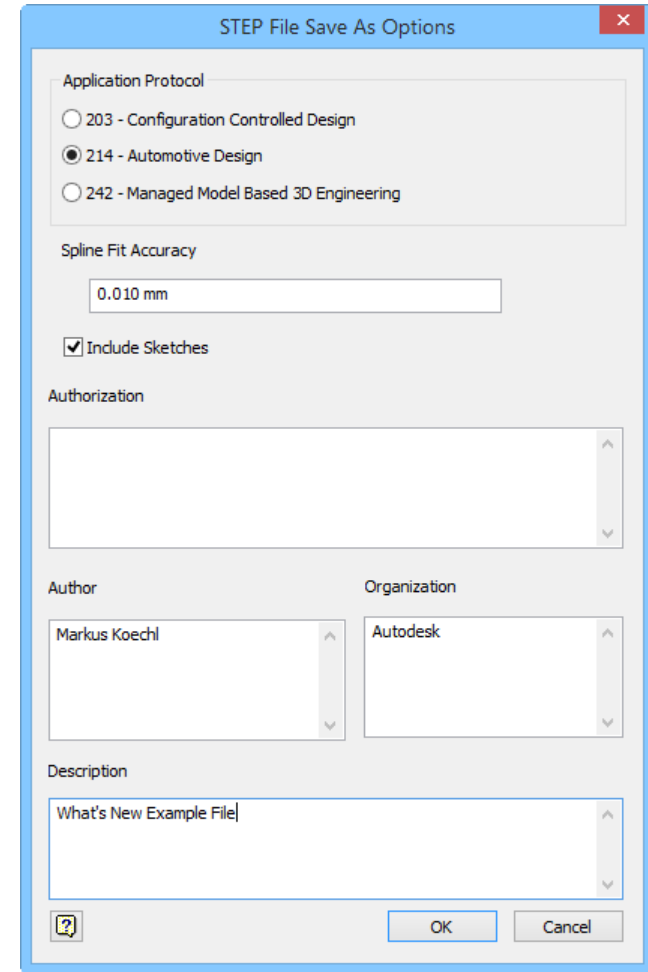 STEP File Save As Options
Application Protocol
203 - Configuration Controlled Design
214 - Automotive Design
242 - Managed Model Based 3D Engineering
Spline Fit Accuracy
0.010 mm
Include Sketches
Authorization
Author
Organization
Markus Koechl
Autodesk
Description
What's New Example File
OK
Cancel